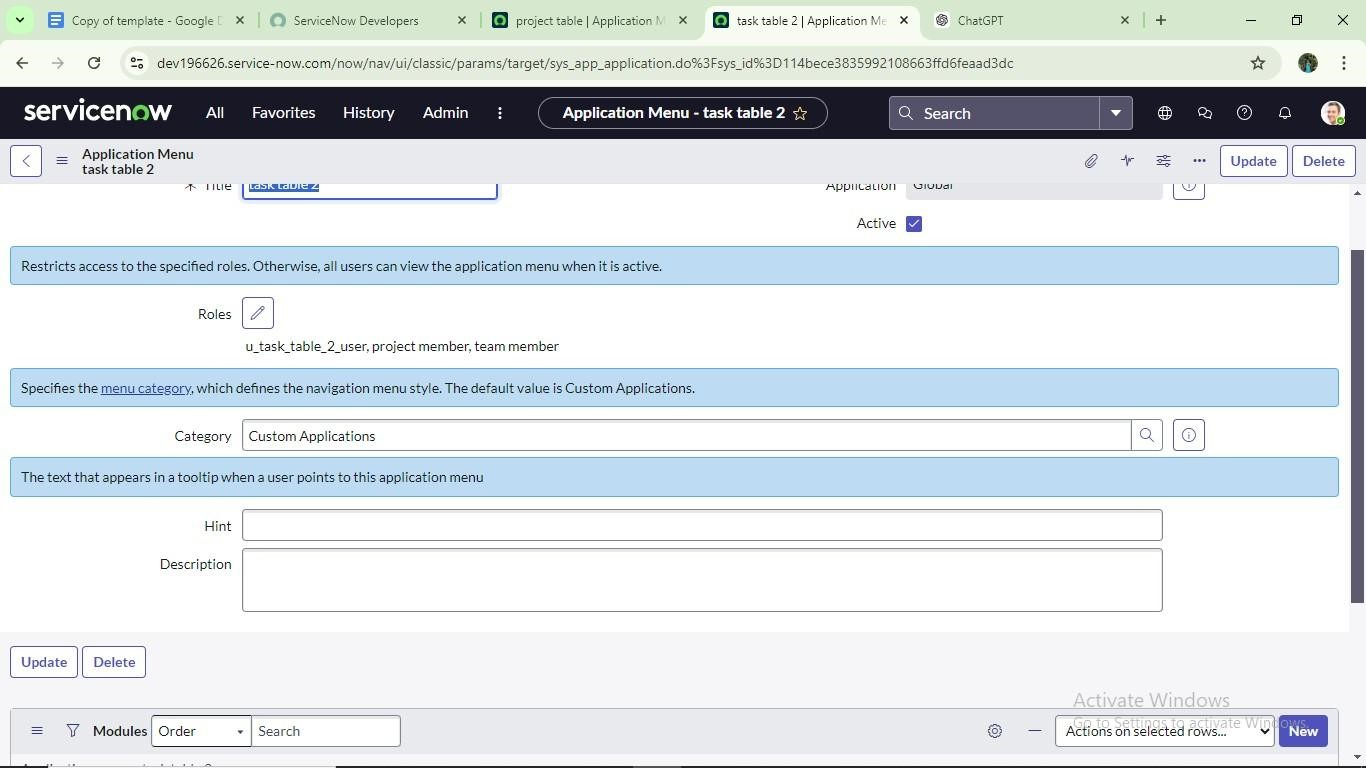 Copy of template - Google D
ServiceNow Developers
project table | Application M
task table 2 | Application Me
ChatGPT
dev196626.service-now.com/now/nav/ui/classic/params/target/sys_app_application.do%3Fsys_id%3D114bece3835992108663ffd6feaad3dc
servicenow All Favorites History Admin Application Menu - task table 2 Search
Application Menu
task table 2
Update Delete
* Title task table 2 Application Global
Active
Restricts access to the specified roles. Otherwise, all users can view the application menu when it is active.
Roles
u_task_table_2_user, project member, team member
Specifies the menu category, which defines the navigation menu style. The default value is Custom Applications.
Category Custom Applications
The text that appears in a tooltip when a user points to this application menu
Hint
Description
Update Delete
Activate Windows
Go to Settings to activate Windows.
Modules Order Search Actions on selected rows... New